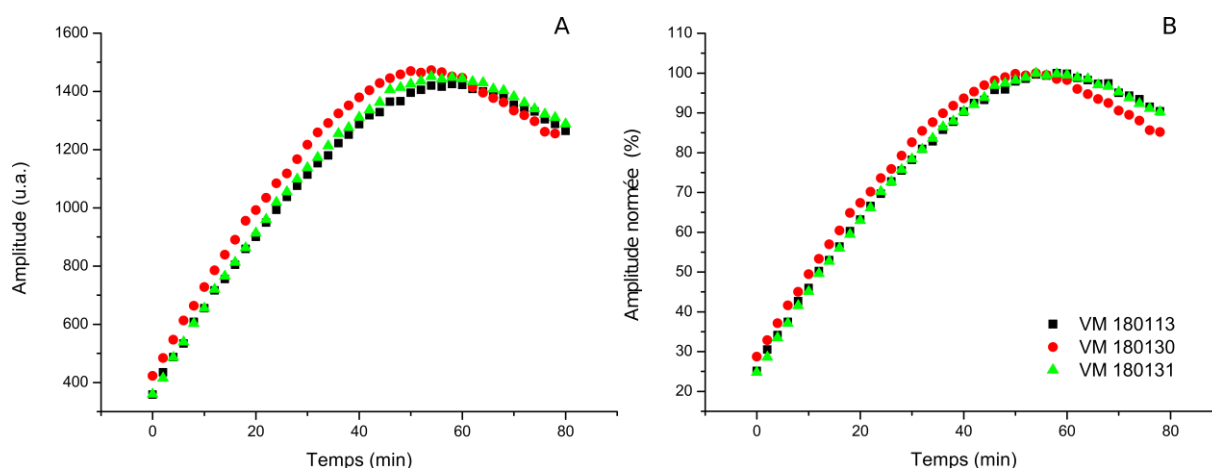 A
1600
1400
1200
1000
800
600
400
Amplitude (u.a.)
0 20 40 60 80
Temps (min)
B
110
100
90
80
70
60
50
40
30
20
Amplitude normée (%)
VM 180113
VM 180130
VM 180131
0 20 40 60 80
Temps (min)